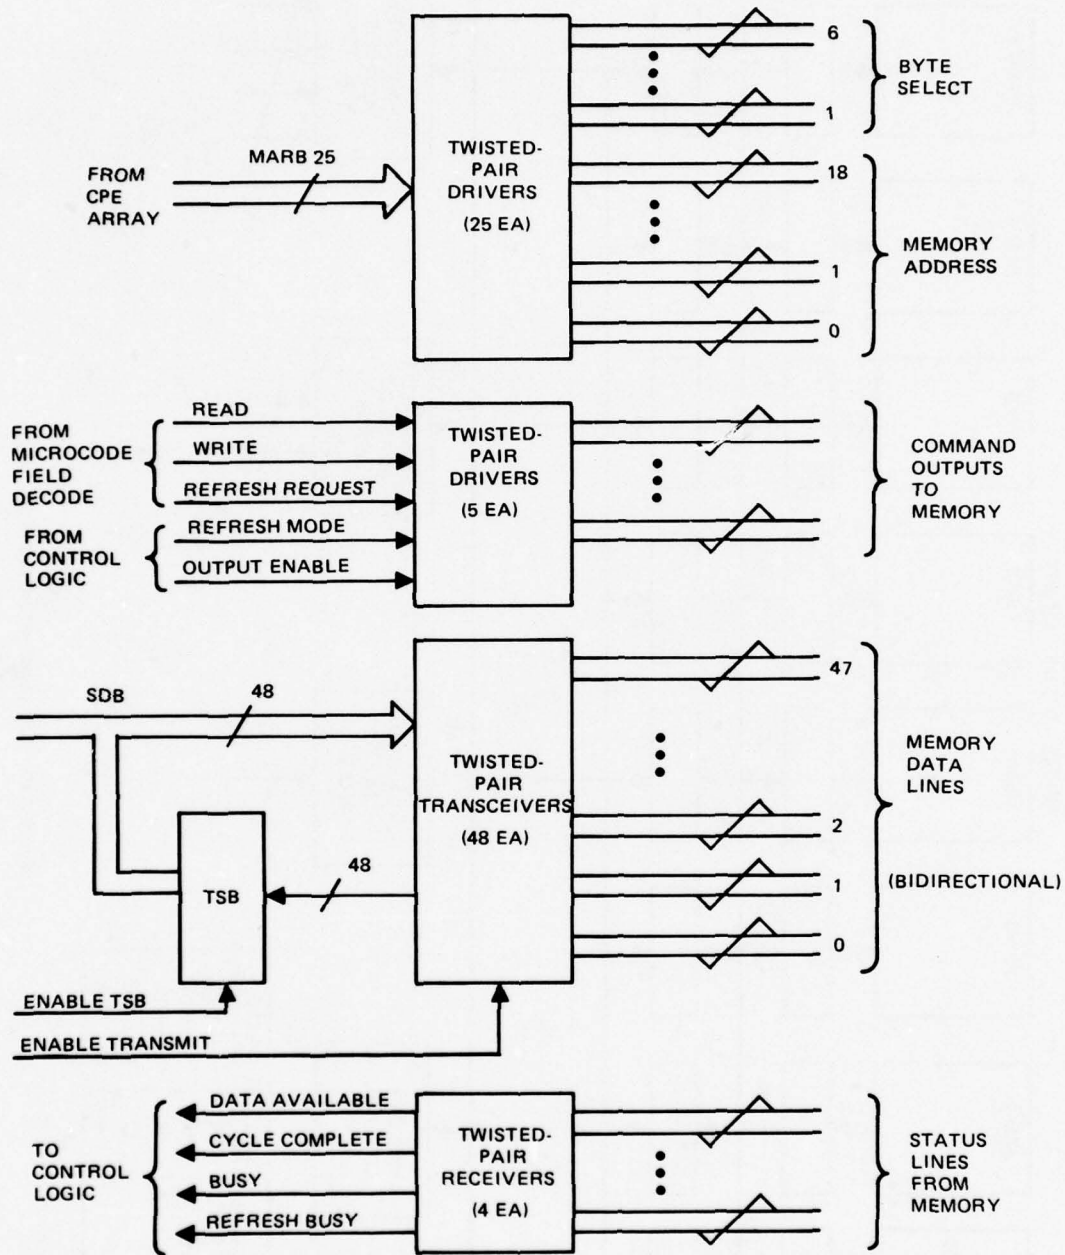 6
BYTE
SELECT
1
FROM
CPE
ARRAY
MARB 25
TWISTED-
PAIR
DRIVERS
(25 EA)
18
MEMORY
ADDRESS
1
0
FROM
MICROCODE
FIELD
DECODE
READ
WRITE
REFRESH REQUEST
FROM
CONTROL
LOGIC
REFRESH MODE
OUTPUT ENABLE
TWISTED-
PAIR
DRIVERS
(5 EA)
COMMAND
OUTPUTS
TO
MEMORY
SDB
48
TWISTED-
PAIR
TRANSCEIVERS
(48 EA)
47
MEMORY
DATA
LINES
2
1
(BIDIRECTIONAL)
0
TSB
48
ENABLE TSB
ENABLE TRANSMIT
TO
CONTROL
LOGIC
DATA AVAILABLE
CYCLE COMPLETE
BUSY
REFRESH BUSY
TWISTED-
PAIR
RECEIVERS
(4 EA)
STATUS
LINES
FROM
MEMORY